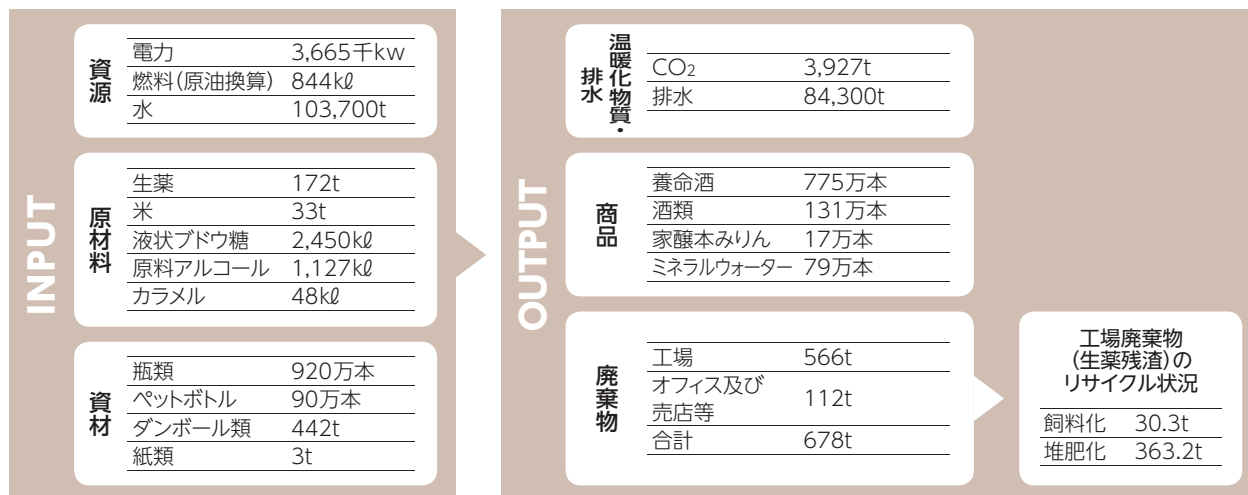 INPUT
資源
電力 3,665千kw
燃料(原油換算) 844kℓ
水 103,700t
原材料
生薬 172t
米 33t
液状ブドウ糖 2,450kℓ
原料アルコール 1,127kℓ
カラメル 48kℓ
資材
瓶類 920万本
ペットボトル 90万本
ダンボール類 442t
紙類 3t
OUTPUT
温暖化物質・
排水
CO₂ 3,927t
排水 84,300t
商品
養命酒 775万本
酒類 131万本
家醸本みりん 17万本
ミネラルウォーター 79万本
廃棄物
工場 566t
オフィス及び
売店等 112t
合計 678t
工場廃棄物
(生薬残渣)の
リサイクル状況
飼料化 30.3t
堆肥化 363.2t